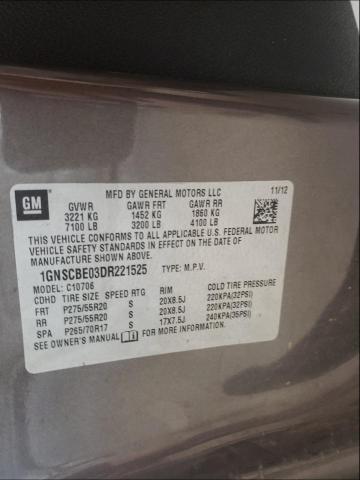 GM
MFD BY GENERAL MOTORS LLC
11/12
GVWR GAWR FRT GAWR RR
3221 KG 1452 KG 1860 KG
7100 LB 3200 LB 4100 LB
THIS VEHICLE CONFORMS TO ALL APPLICABLE U.S. FEDERAL MOTOR
VEHICLE SAFETY STANDARDS IN EFFECT ON THE DATE OF
MANUFACTURE SHOWN ABOVE.
1GNSCBE03DR221525 TYPE: M.P.V.
MODEL: C10706
CDHD TIRE SIZE SPEED RTG RIM COLD TIRE PRESSURE
FRT P275/55R20 S 20X8.5J 220KPA(32PSI)
RR P275/55R20 S 20X8.5J 220KPA(32PSI)
SPA P265/70R17 S 17X7.5J 240KPA(35PSI)
SEE OWNER'S MANUAL FOR MORE INFORMATION.